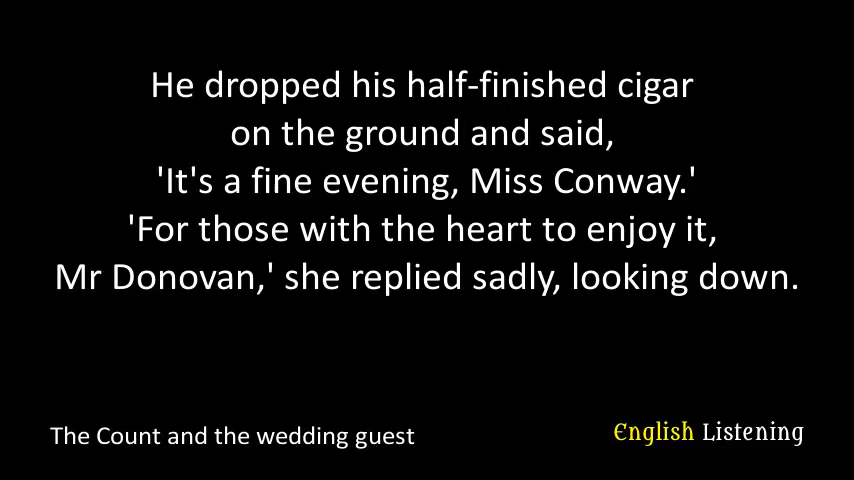 He dropped his half-finished cigar
on the ground and said,
'It's a fine evening, Miss Conway.'
'For those with the heart to enjoy it,
Mr Donovan,' she replied sadly, looking down.
The Count and the wedding guest
English Listening